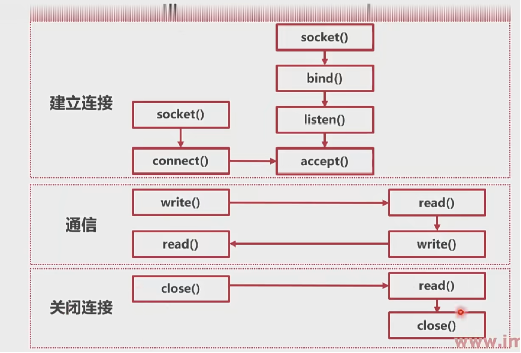 socket()
bind()
建立连接
socket()
listen()
connect()
accept()
write()
read()
通信
read()
write()
close()
read()
关闭连接
close()
www.im